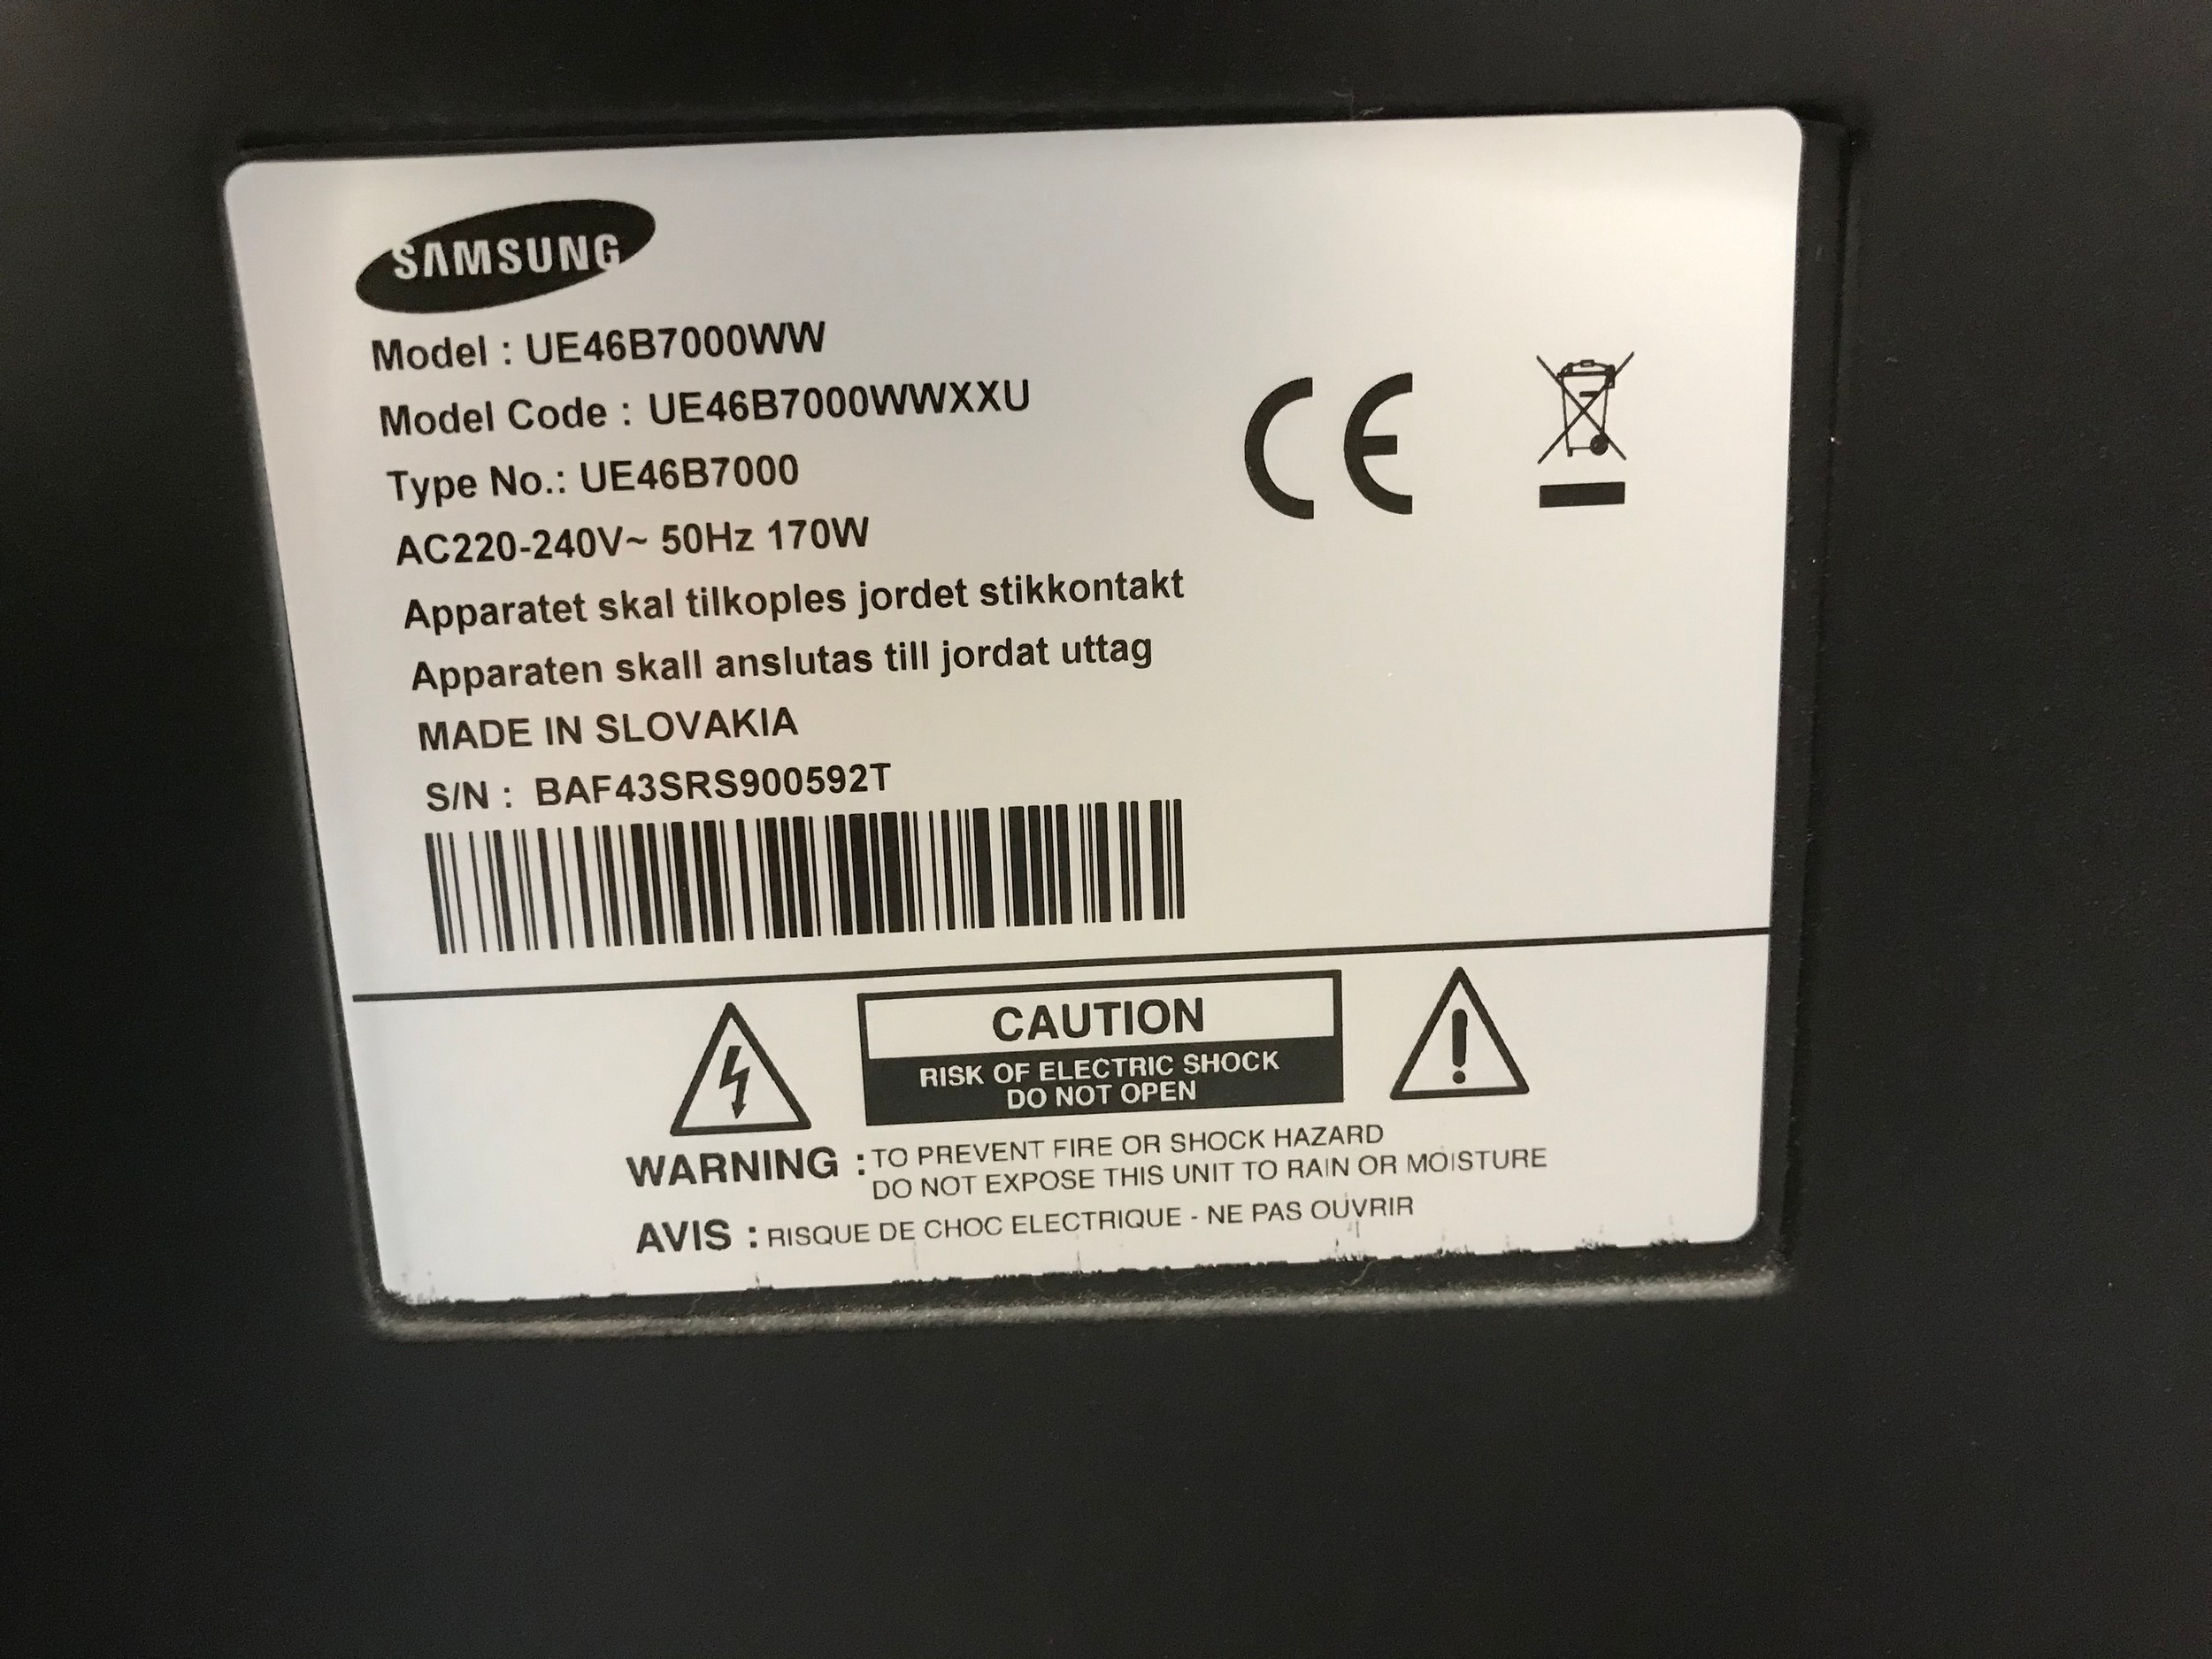 SAMSUNG
Model : UE46B7000WW
Model Code : UE46B7000WWXXU
Type No.: UE46B7000
AC220-240V~ 50Hz 170W
Apparatet skal tilkoples jordet stikkontakt
Apparaten skall anslutas till jordat uttag
MADE IN SLOVAKIA
S/N : BAF43SRS900592T
CE
CAUTION
RISK OF ELECTRIC SHOCK
DO NOT OPEN
WARNING : TO PREVENT FIRE OR SHOCK HAZARD
DO NOT EXPOSE THIS UNIT TO RAIN OR MOISTURE
AVIS : RISQUE DE CHOC ELECTRIQUE - NE PAS OUVRIR